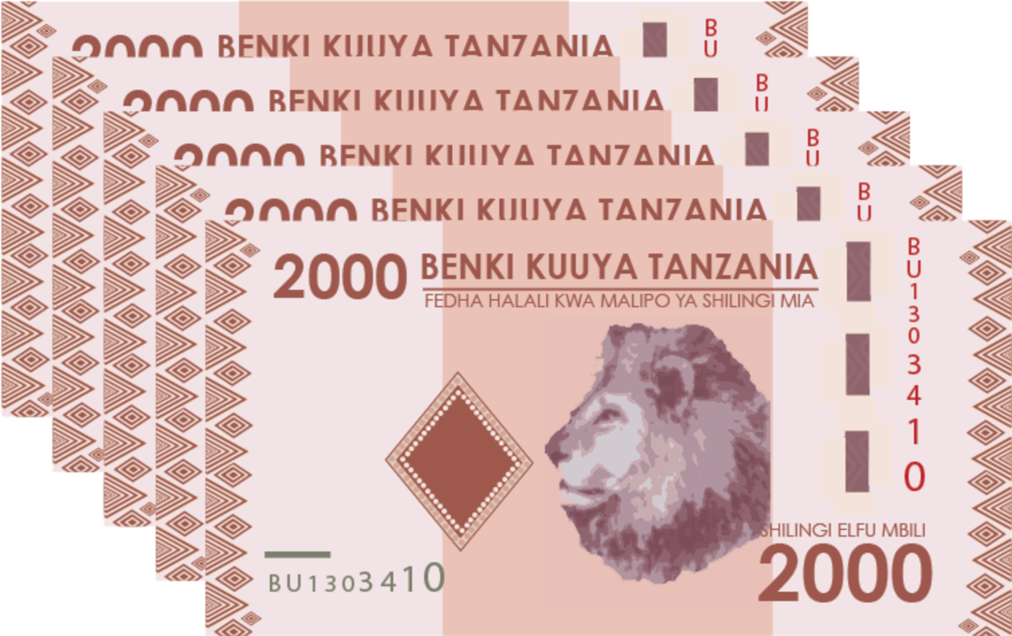 2000 BENKI KUUYA TANZANIA
BU
2000 BENKI KUUYA TANZANIA
BU
2000 BENKI KUUYA TANZANIA
BU
2000 BENKI KUUYA TANZANIA
BU
2000 BENKI KUUYA TANZANIA
FEDHA HALALI KWA MALIPO YA SHILINGI MIA
BU1303410
SHILINGI ELFU MBILI
2000
BU1303410